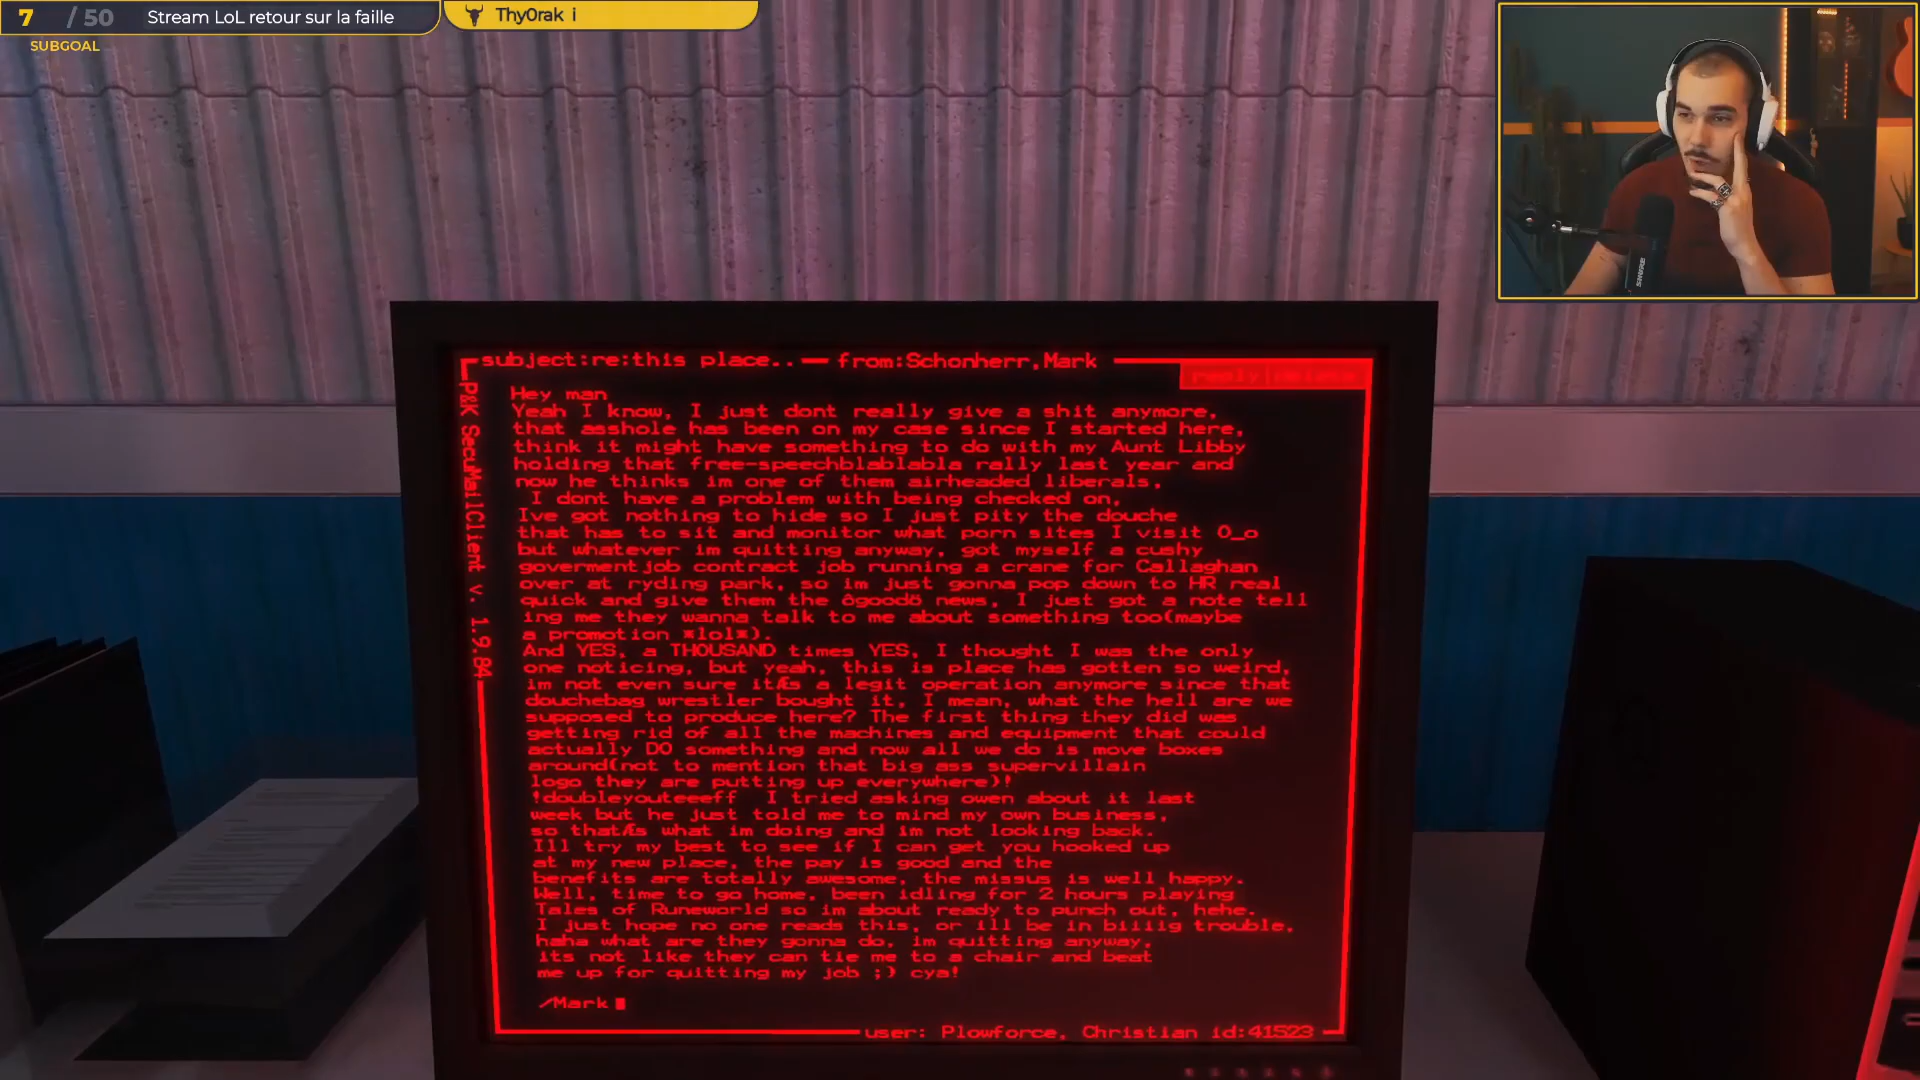 7 / 50
Stream LoL retour sur la faille
Thy0rak i
SUBGOAL
subject:re:this place.. from:Schonherr,Mark
P&K SecuMailClient v. 1.9.84
Hey man
Yeah I know, I just dont really give a shit anymore,
that asshole has been on my case since I started here,
think it might have something to do with my Aunt Libby
holding that free-speechblablabla rally last year and
now he thinks im one of them airheaded liberals.
I dont have a problem with being checked on,
Ive got nothing to hide so I just pity the douche
that has to sit and monitor what porn sites I visit O_o
but whatever im quitting anyway, got myself a cushy
govermentjob contract job running a crane for Callaghan
over at ryding park, so im just gonna pop down to HR real
quick and give them the ôgoodö news, I just got a note tell
ing me they wanna talk to me about something too(maybe
a promotion *lol*).
And YES, a THOUSAND times YES, I thought I was the only
one noticing, but yeah, this is place has gotten so weird,
im not even sure itÆs a legit operation anymore since that
douchebag wrestler bought it, I mean, what the hell are we
supposed to produce here? The first thing they did was
getting rid of all the machines and equipment that could
actually DO something and now all we do is move boxes
around(not to mention that big ass supervillain
logo they are putting up everywhere)!
!doubleyouteeeff I tried asking owen about it last
week but he just told me to mind my own business,
so thatÆs what im doing and im not looking back.
Ill try my best to see if I can get you hooked up
at my new place, the pay is good and the
benefits are totally awesome, the missus is well happy.
Well, time to go home, been idling for 2 hours playing
Tales of Runeworld so im about ready to punch out, hehe.
I just hope no one reads this, or ill be in biiiig trouble,
haha what are they gonna do, im quitting anyway,
its not like they can tie me to a chair and beat
me up for quitting my job ;) cya!
/Mark
user: Plowforce, Christian id:41523